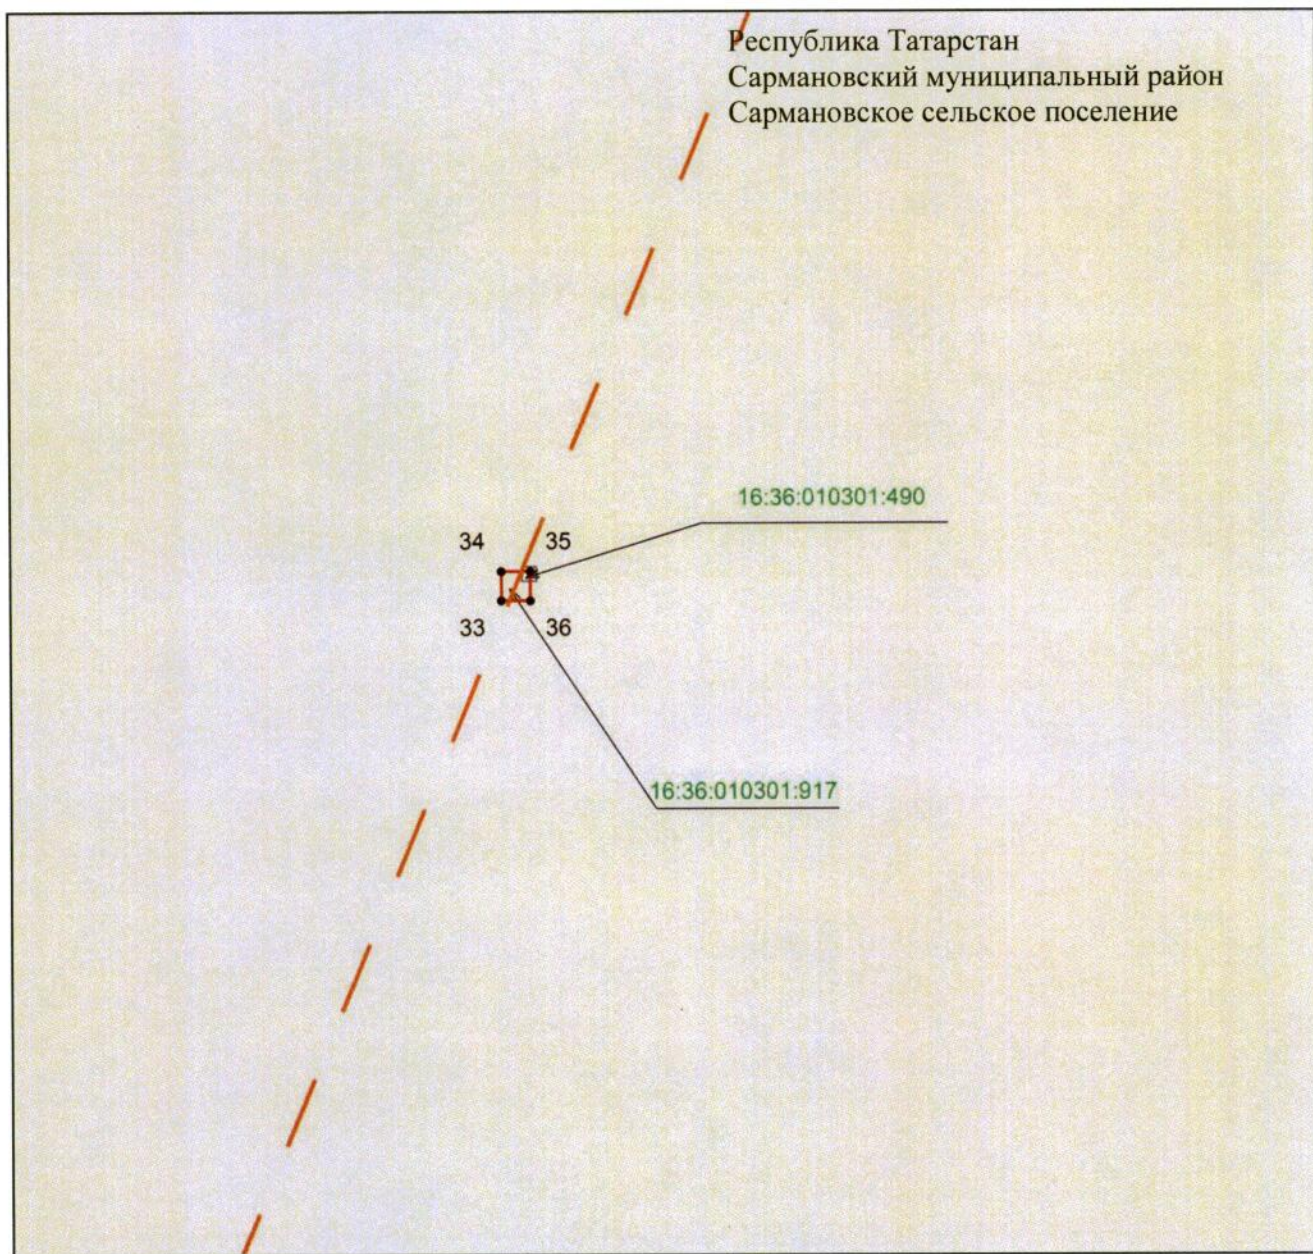 Республика Татарстан
Сармановский муниципальный район
Сармановское сельское поселение
16:36:010301:490
34 35
33 36
16:36:010301:917